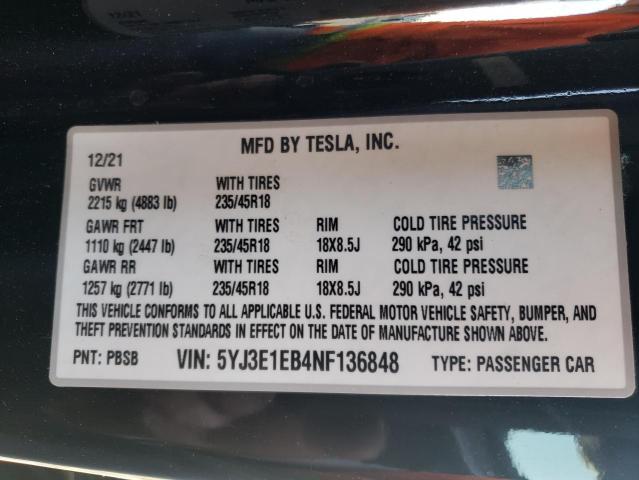 MFD BY TESLA, INC.
12/21
GVWR WITH TIRES
2215 kg (4883 lb) 235/45R18
GAWR FRT WITH TIRES RIM COLD TIRE PRESSURE
1110 kg (2447 lb) 235/45R18 18X8.5J 290 kPa, 42 psi
GAWR RR WITH TIRES RIM COLD TIRE PRESSURE
1257 kg (2771 lb) 235/45R18 18X8.5J 290 kPa, 42 psi
THIS VEHICLE CONFORMS TO ALL APPLICABLE U.S. FEDERAL MOTOR VEHICLE SAFETY, BUMPER, AND
THEFT PREVENTION STANDARDS IN EFFECT ON THE DATE OF MANUFACTURE SHOWN ABOVE.
PNT: PBSB VIN: 5YJ3E1EB4NF136848 TYPE: PASSENGER CAR